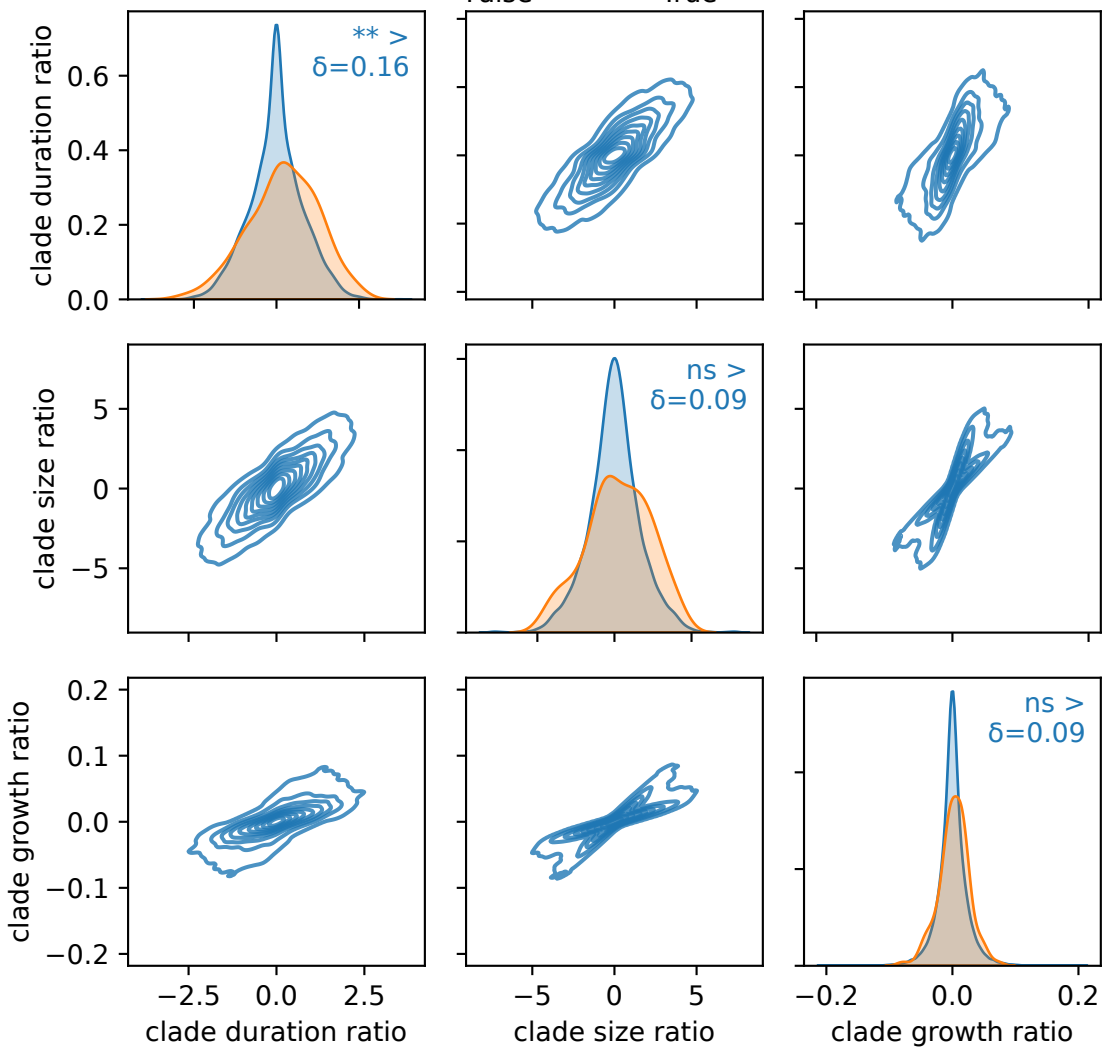 True
** >
δ=0.16
clade duration ratio
0.6
0.4
0.2
0.0
ns >
δ=0.09
clade size ratio
5
0
−5
ns >
δ=0.09
clade growth ratio
0.2
0.1
0.0
−0.1
−0.2
−2.5 0.0 2.5
−5 0 5
−0.2 0.0 0.2
clade duration ratio
clade size ratio
clade growth ratio